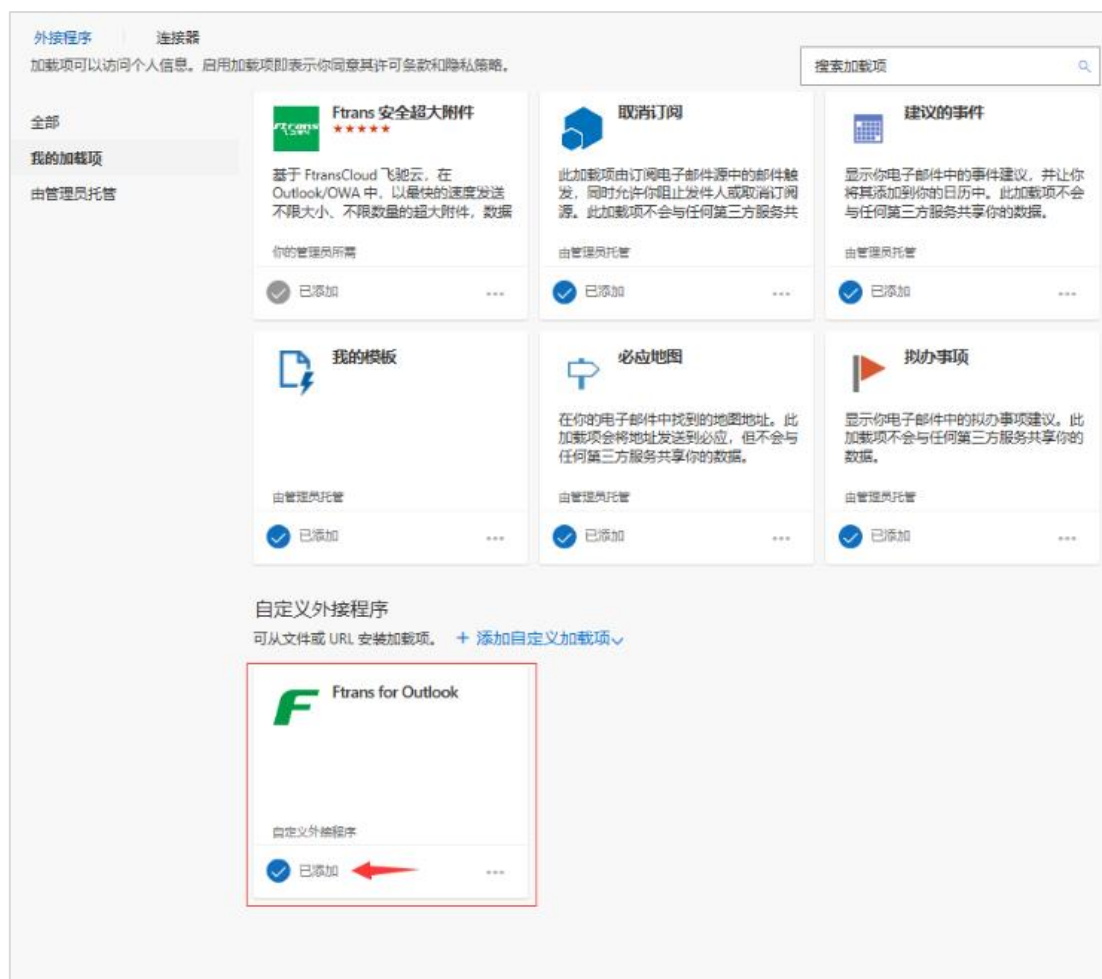 外接程序 连接器
加载项可以访问个人信息。启用加载项即表示你同意其许可条款和隐私策略。
搜索加载项
全部
我的加载项
由管理员托管
Ftrans 安全超大附件
基于 FtransCloud 飞驰云，在
Outlook/OWA 中，以最快的速度发送
不限大小、不限数量的超大附件，数据
你的管理员所需
已添加
取消订阅
此加载项由订阅电子邮件源中的邮件触
发，同时允许你阻止发件人或取消订阅
源。此加载项不会与任何第三方服务共
由管理员托管
已添加
建议的事件
显示你电子邮件中的事件建议，并让你
将其添加到你的日历中。此加载项不会
与任何第三方服务共享你的数据。
由管理员托管
已添加
我的模板
由管理员托管
已添加
必应地图
在你的电子邮件中找到的地图地址。此
加载项会将地址发送到必应，但不会与
任何第三方服务共享你的数据。
由管理员托管
已添加
拟办事项
显示你电子邮件中的拟办事项建议。此
加载项不会与任何第三方服务共享你的
数据。
由管理员托管
已添加
自定义外接程序
可从文件或 URL 安装加载项。 + 添加自定义加载项
Ftrans for Outlook
自定义外接程序
已添加